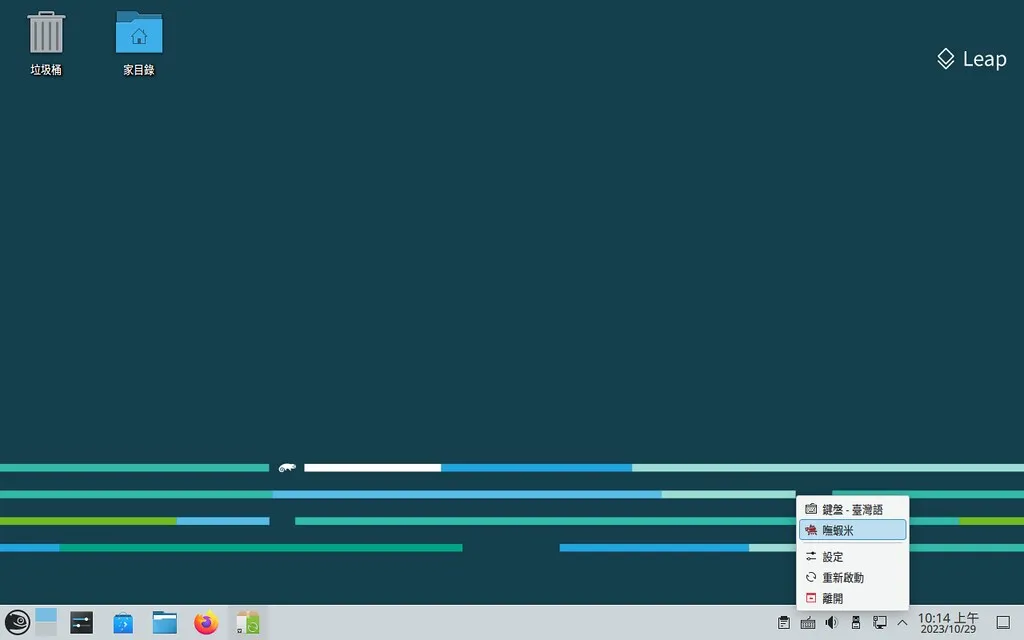 垃圾桶
家目錄
Leap
鍵盤 - 臺灣語
嘸蝦米
設定
重新啟動
離開
10:14 上午
2023/10/29